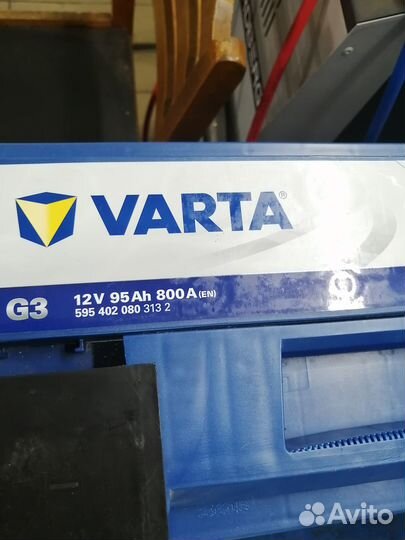 VARTA®
G3
12V 95Ah 800A (EN)
595 402 080 313 2
Avito